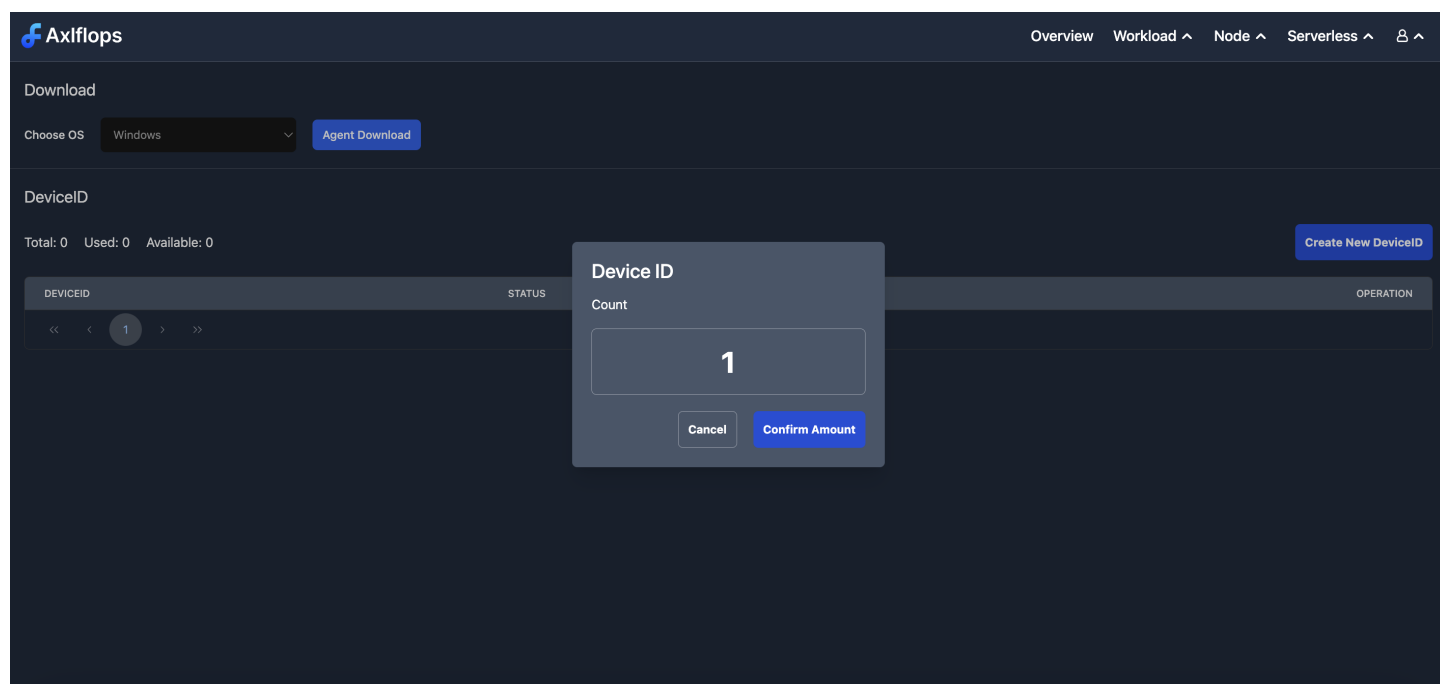 Axlflops
Overview Workload Node Serverless
Download
Choose OS Windows Agent Download
DeviceID
Total: 0 Used: 0 Available: 0
Create New DeviceID
DEVICEID STATUS OPERATION
« ‹ 1 › »
Device ID
Count
1
Cancel Confirm Amount